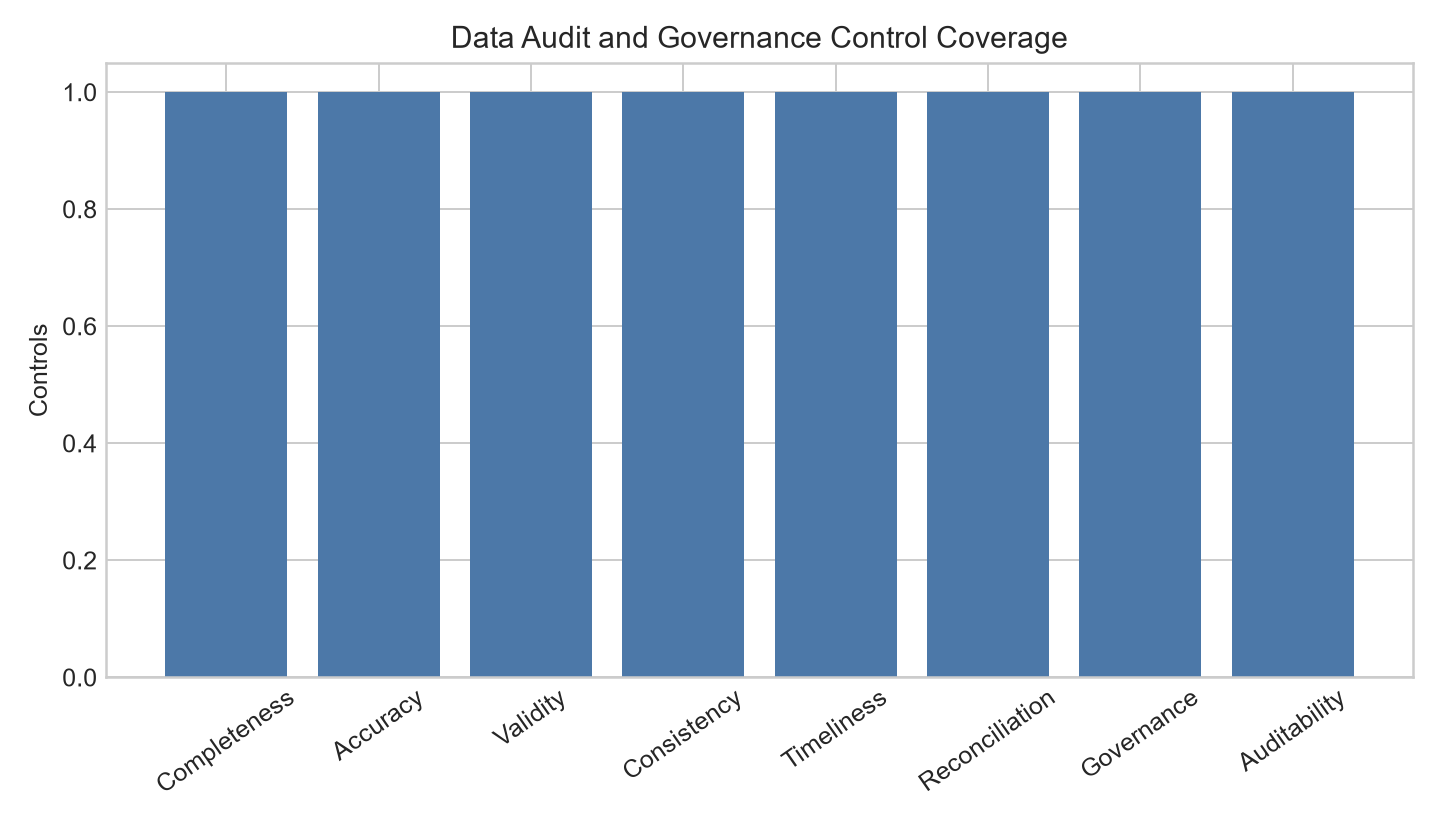 Data Audit and Governance Control Coverage
Controls
1.0
0.8
0.6
0.4
0.2
0.0
Completeness
Accuracy
Validity
Consistency
Timeliness
Reconciliation
Governance
Auditability